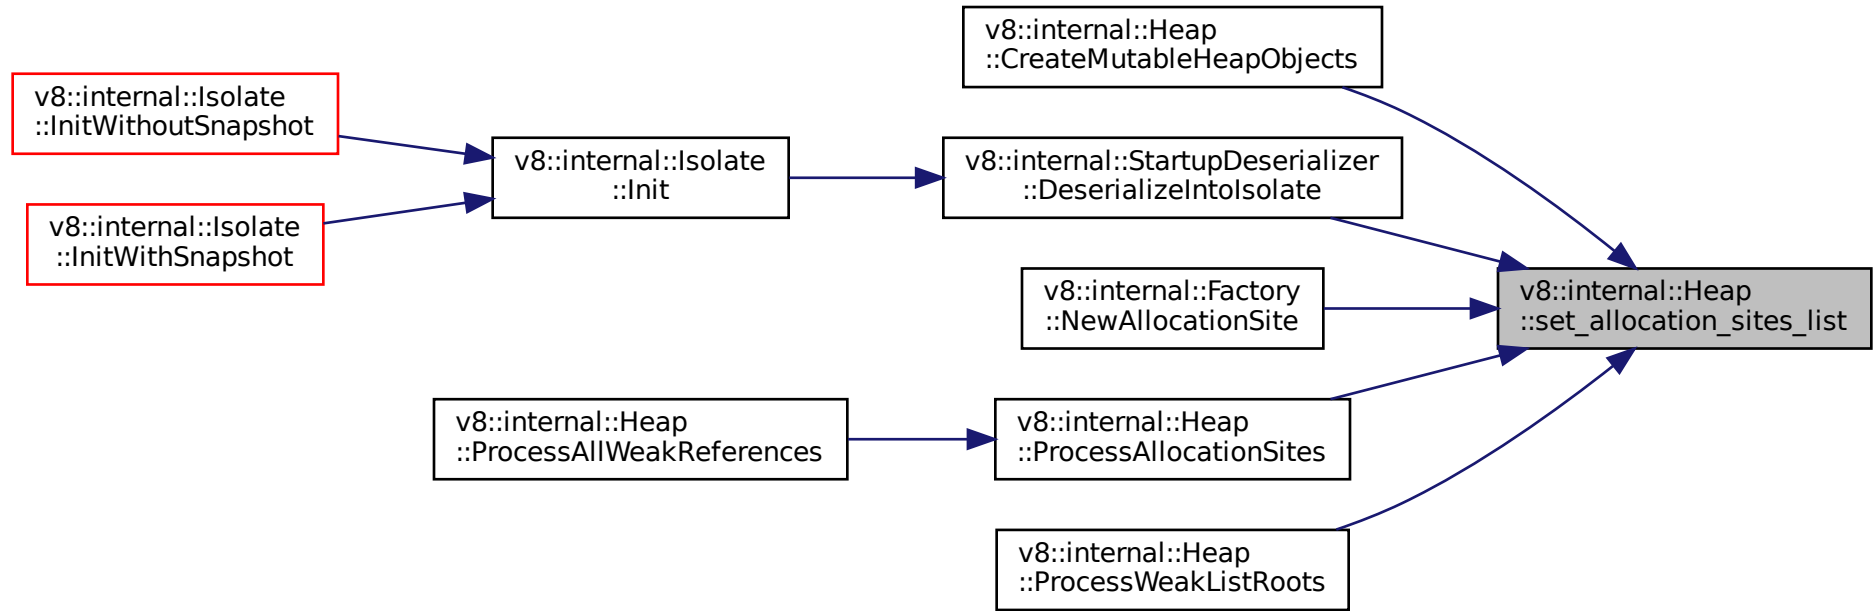 v8::internal::Heap
::CreateMutableHeapObjects
v8::internal::Isolate
::InitWithoutSnapshot
v8::internal::Isolate
::Init
v8::internal::StartupDeserializer
::DeserializeIntoIsolate
v8::internal::Isolate
::InitWithSnapshot
v8::internal::Factory
::NewAllocationSite
v8::internal::Heap
::set_allocation_sites_list
v8::internal::Heap
::ProcessAllWeakReferences
v8::internal::Heap
::ProcessAllocationSites
v8::internal::Heap
::ProcessWeakListRoots